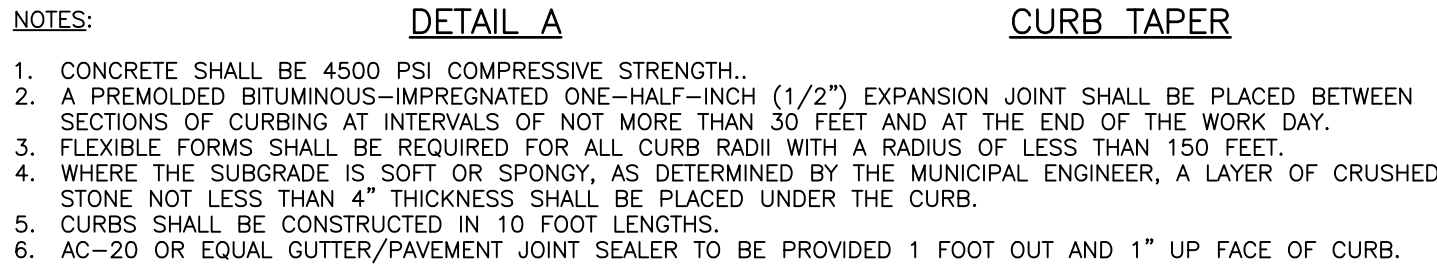 NOTES: DETAIL A CURB TAPER
1. CONCRETE SHALL BE 4500 PSI COMPRESSIVE STRENGTH..
2. A PREMOLDED BITUMINOUS-IMPREGNATED ONE-HALF-INCH (1/2") EXPANSION JOINT SHALL BE PLACED BETWEEN
SECTIONS OF CURBING AT INTERVALS OF NOT MORE THAN 30 FEET AND AT THE END OF THE WORK DAY.
3. FLEXIBLE FORMS SHALL BE REQUIRED FOR ALL CURB RADII WITH A RADIUS OF LESS THAN 150 FEET.
4. WHERE THE SUBGRADE IS SOFT OR SPONGY, AS DETERMINED BY THE MUNICIPAL ENGINEER, A LAYER OF CRUSHED
STONE NOT LESS THAN 4" THICKNESS SHALL BE PLACED UNDER THE CURB.
5. CURBS SHALL BE CONSTRUCTED IN 10 FOOT LENGTHS.
6. AC-20 OR EQUAL GUTTER/PAVEMENT JOINT SEALER TO BE PROVIDED 1 FOOT OUT AND 1" UP FACE OF CURB.